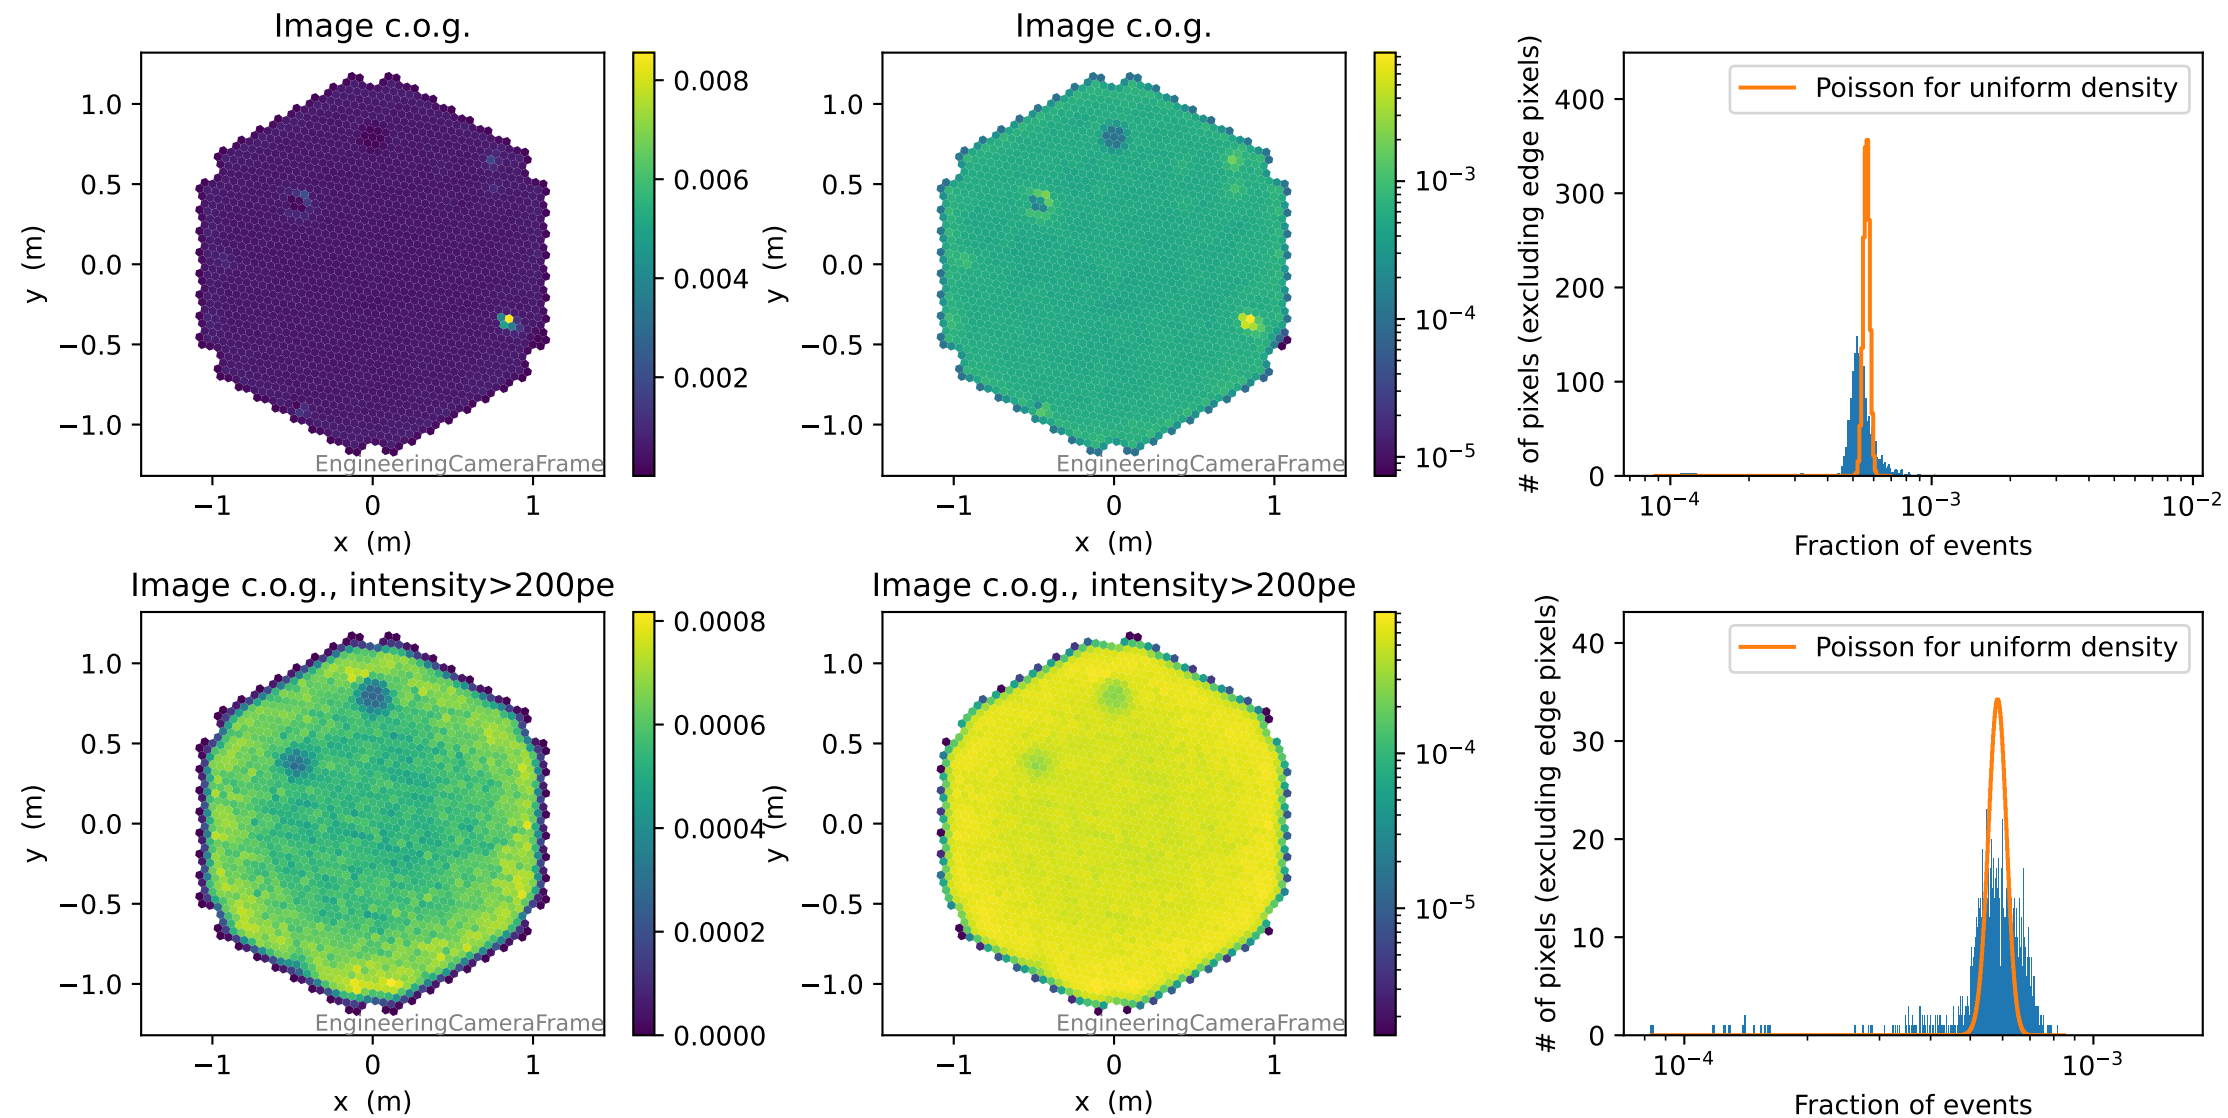 Image c.o.g.
1.0
0.5
0.0
−0.5
−1.0
y (m)
−1
0
1
x (m)
EngineeringCameraFrame
0.008
0.006
0.004
0.002
Image c.o.g.
1.0
0.5
0.0
−0.5
−1.0
y (m)
−1
0
1
x (m)
EngineeringCameraFrame
10⁻³
10⁻⁴
10⁻⁵
# of pixels (excluding edge pixels)
400
300
200
100
0
Poisson for uniform density
10⁻⁴
10⁻³
10⁻²
Fraction of events
Image c.o.g., intensity>200pe
1.0
0.5
0.0
−0.5
−1.0
y (m)
−1
0
1
x (m)
EngineeringCameraFrame
0.0008
0.0006
0.0004
0.0002
0.0000
Image c.o.g., intensity>200pe
1.0
0.5
0.0
−0.5
−1.0
y (m)
−1
0
1
x (m)
EngineeringCameraFrame
10⁻⁴
10⁻⁵
# of pixels (excluding edge pixels)
40
30
20
10
0
Poisson for uniform density
10⁻⁴
10⁻³
Fraction of events